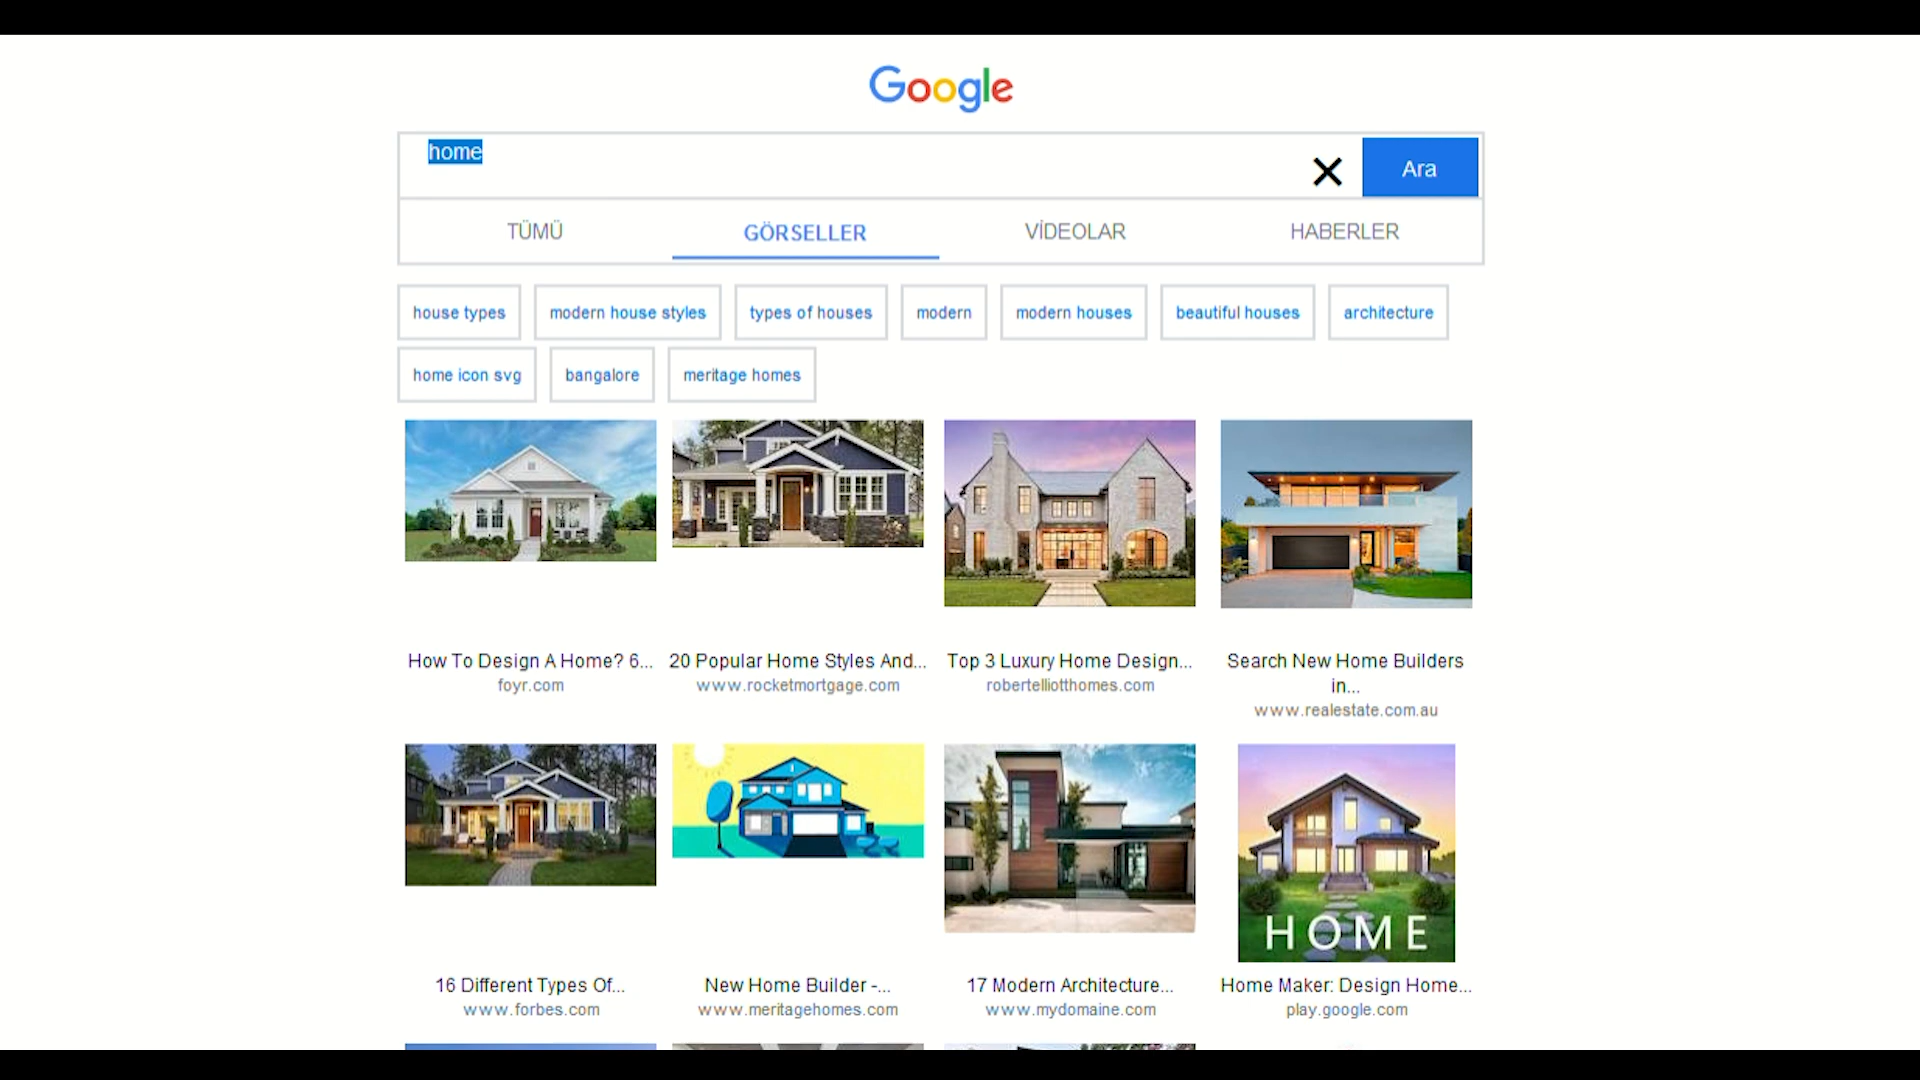 Google
home
Ara
TÜMÜ GÖRSELLER VİDEOLAR HABERLER
house types modern house styles types of houses modern modern houses beautiful houses architecture
home icon svg bangalore meritage homes
How To Design A Home? 6... 20 Popular Home Styles And... Top 3 Luxury Home Design... Search New Home Builders in...
foyr.com www.rocketmortgage.com robertelliotthomes.com www.realestate.com.au
HOME
16 Different Types Of... New Home Builder -... 17 Modern Architecture... Home Maker: Design Home...
www.forbes.com www.meritagehomes.com www.mydomaine.com play.google.com